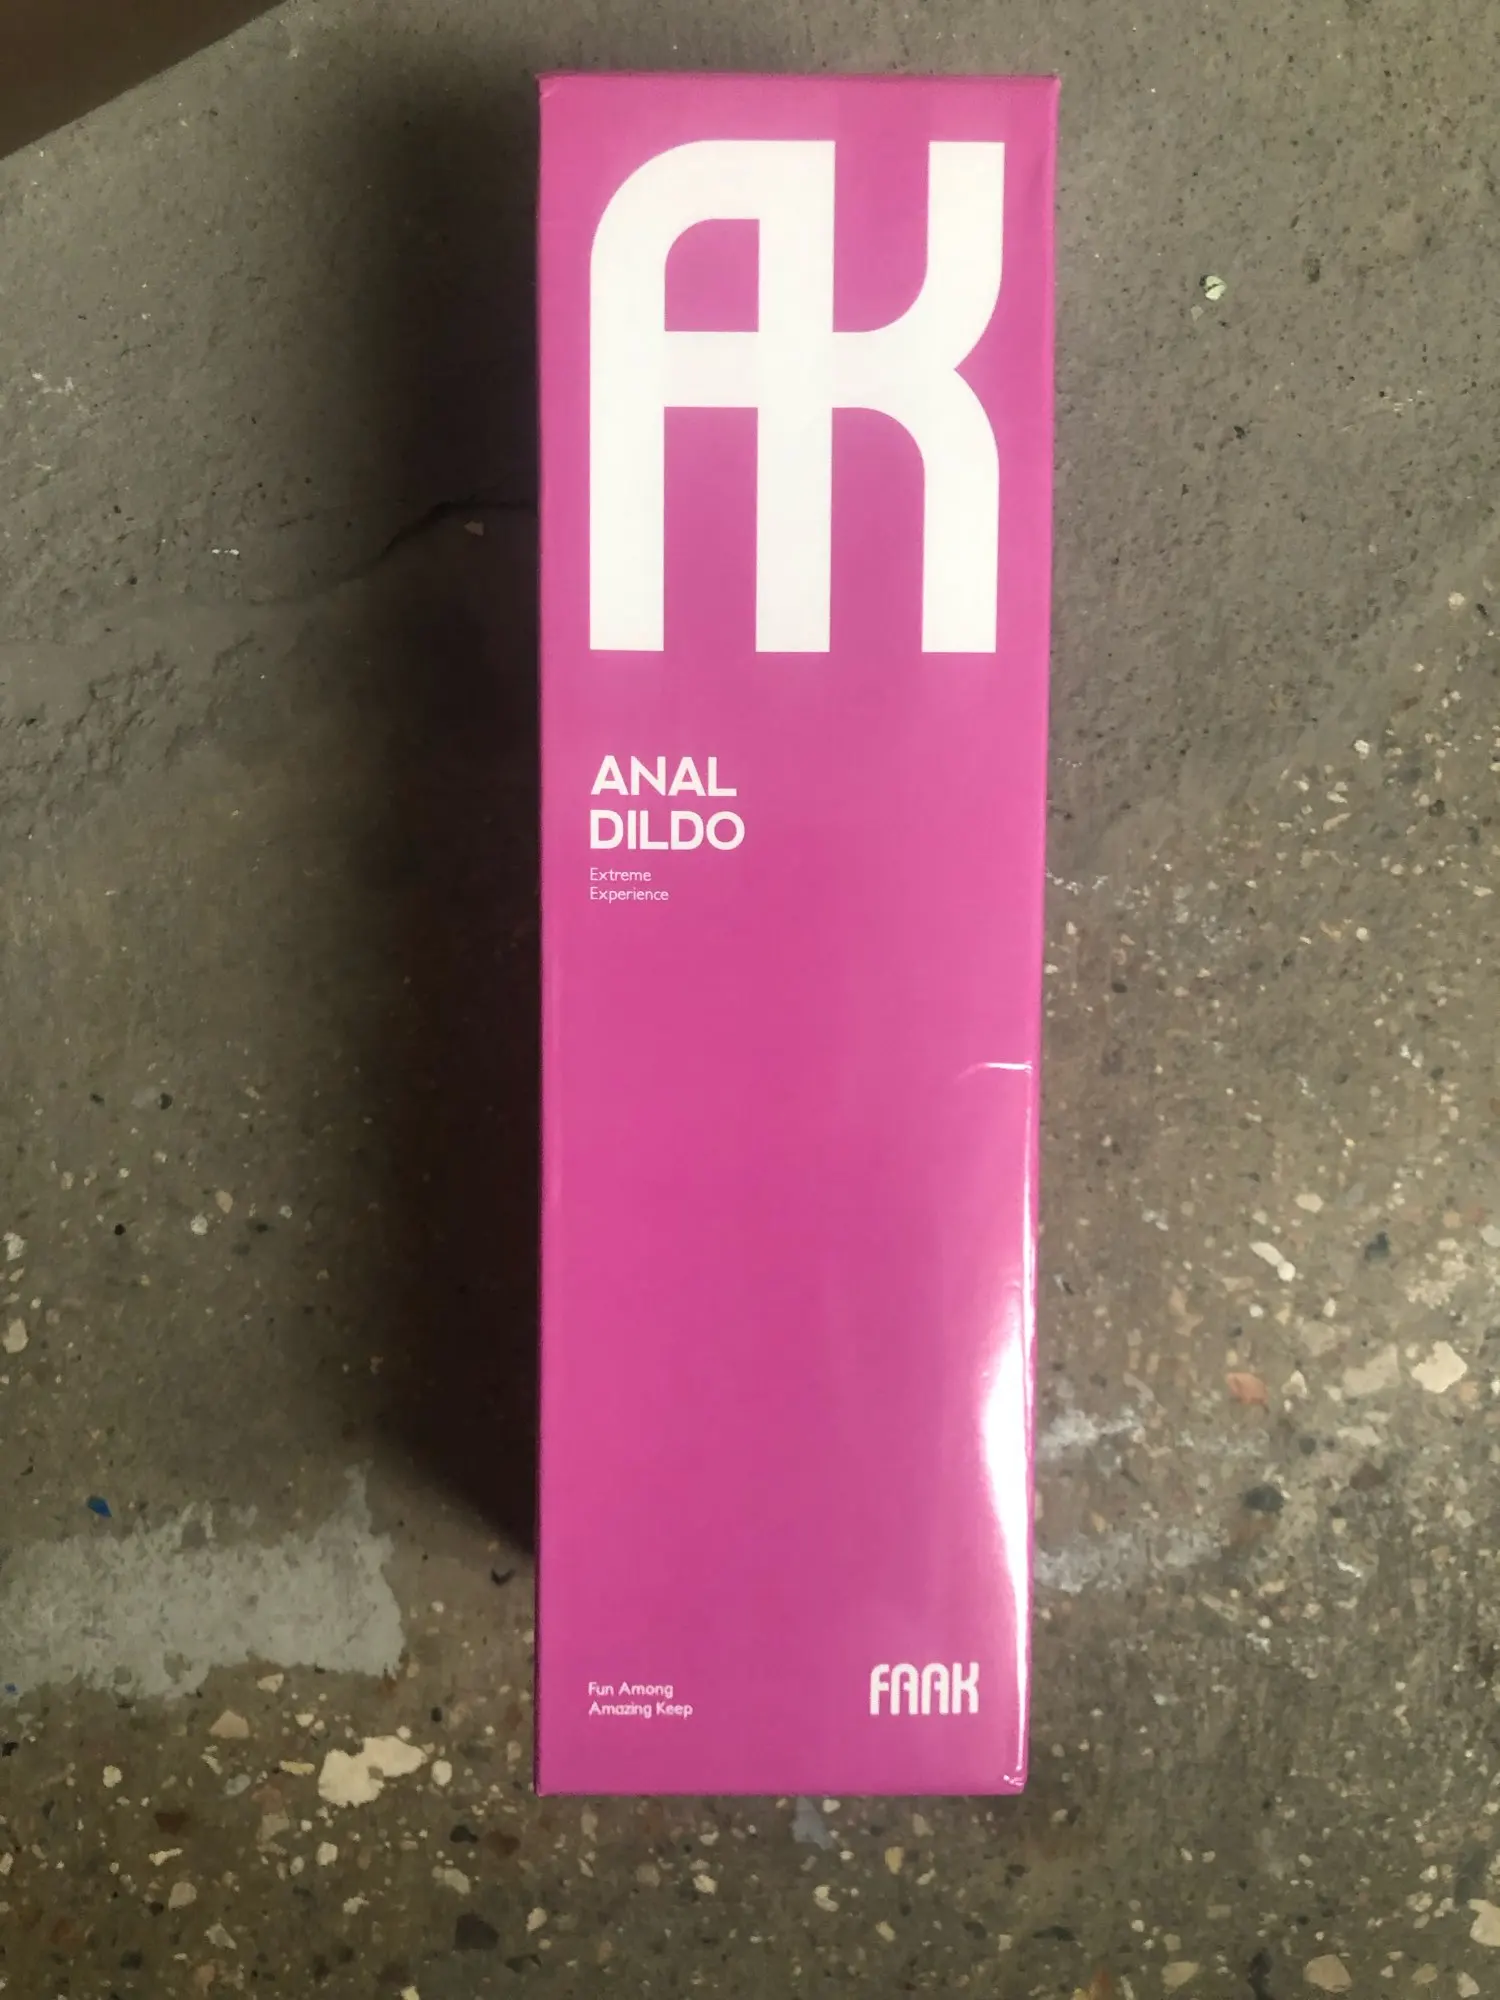 AK
ANAL
DILDO
Extreme
Experience
Fun Among
Amazing Keep
FAAK